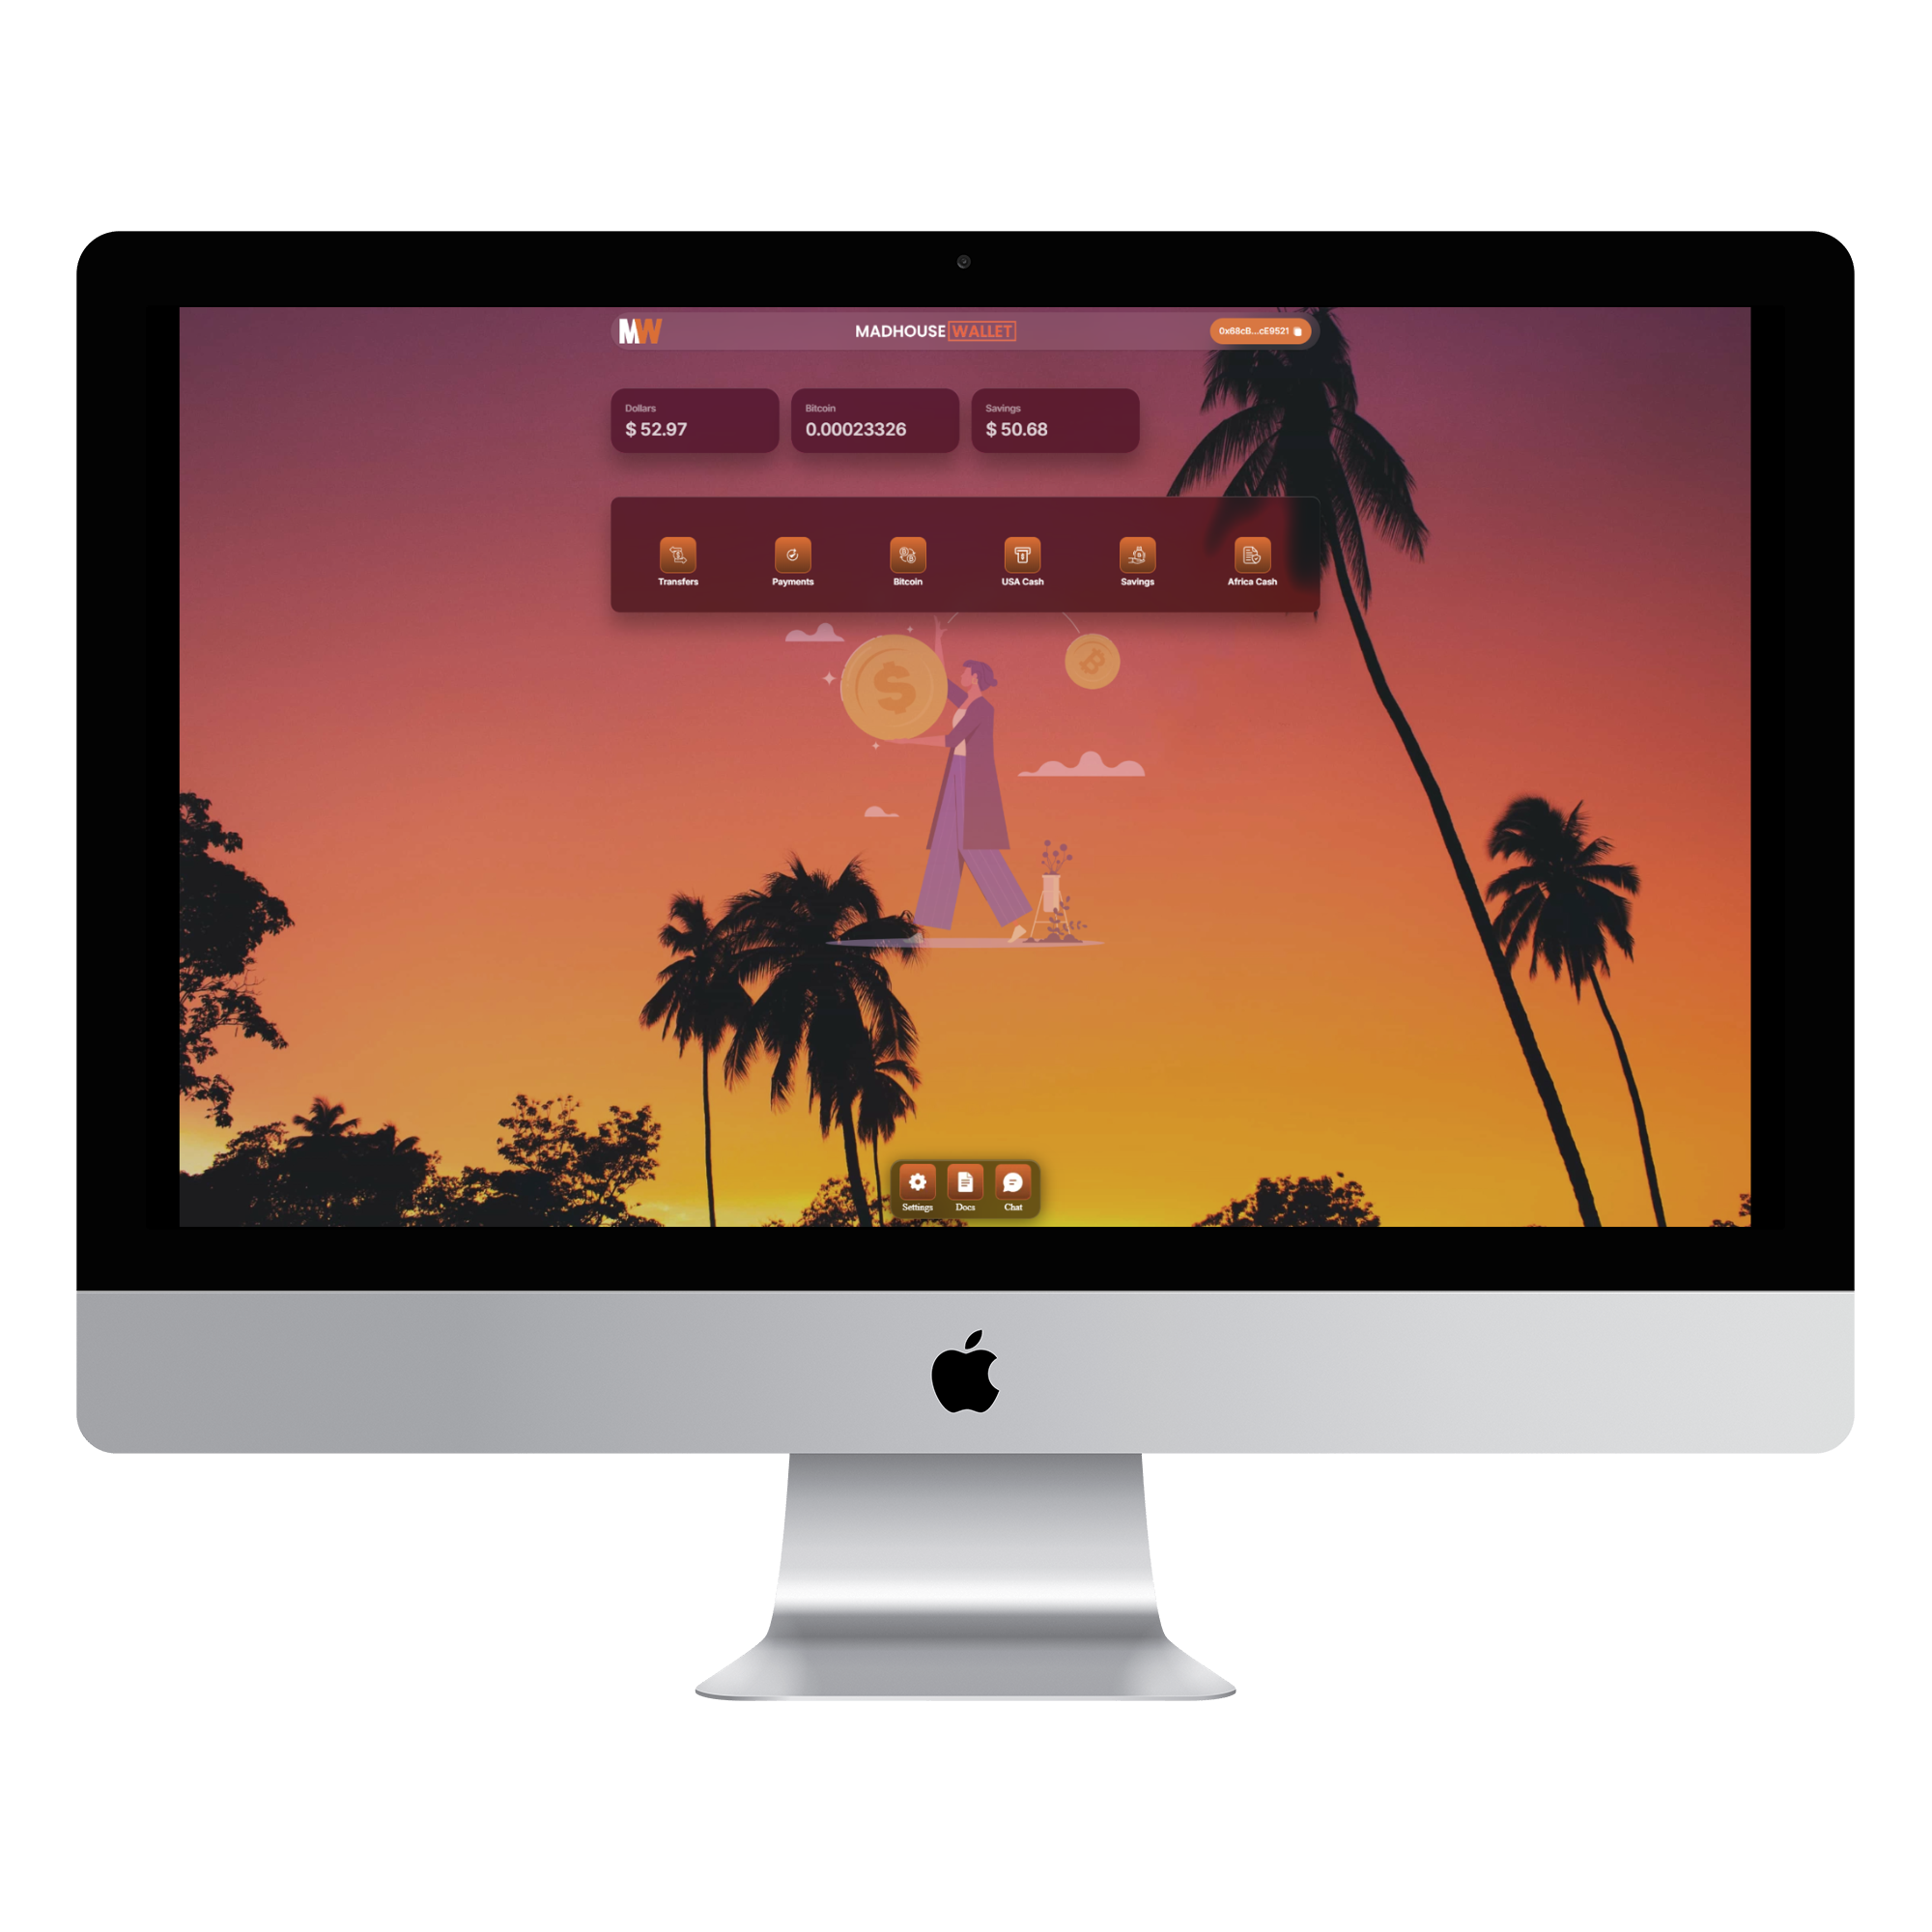 MW
MADHOUSE WALLET
0x68cB...cE9521
Dollars
$ 52.97
Bitcoin
0.00023326
Savings
$ 50.68
Transfers
Payments
Bitcoin
USA Cash
Savings
Africa Cash
Settings
Docs
Chat